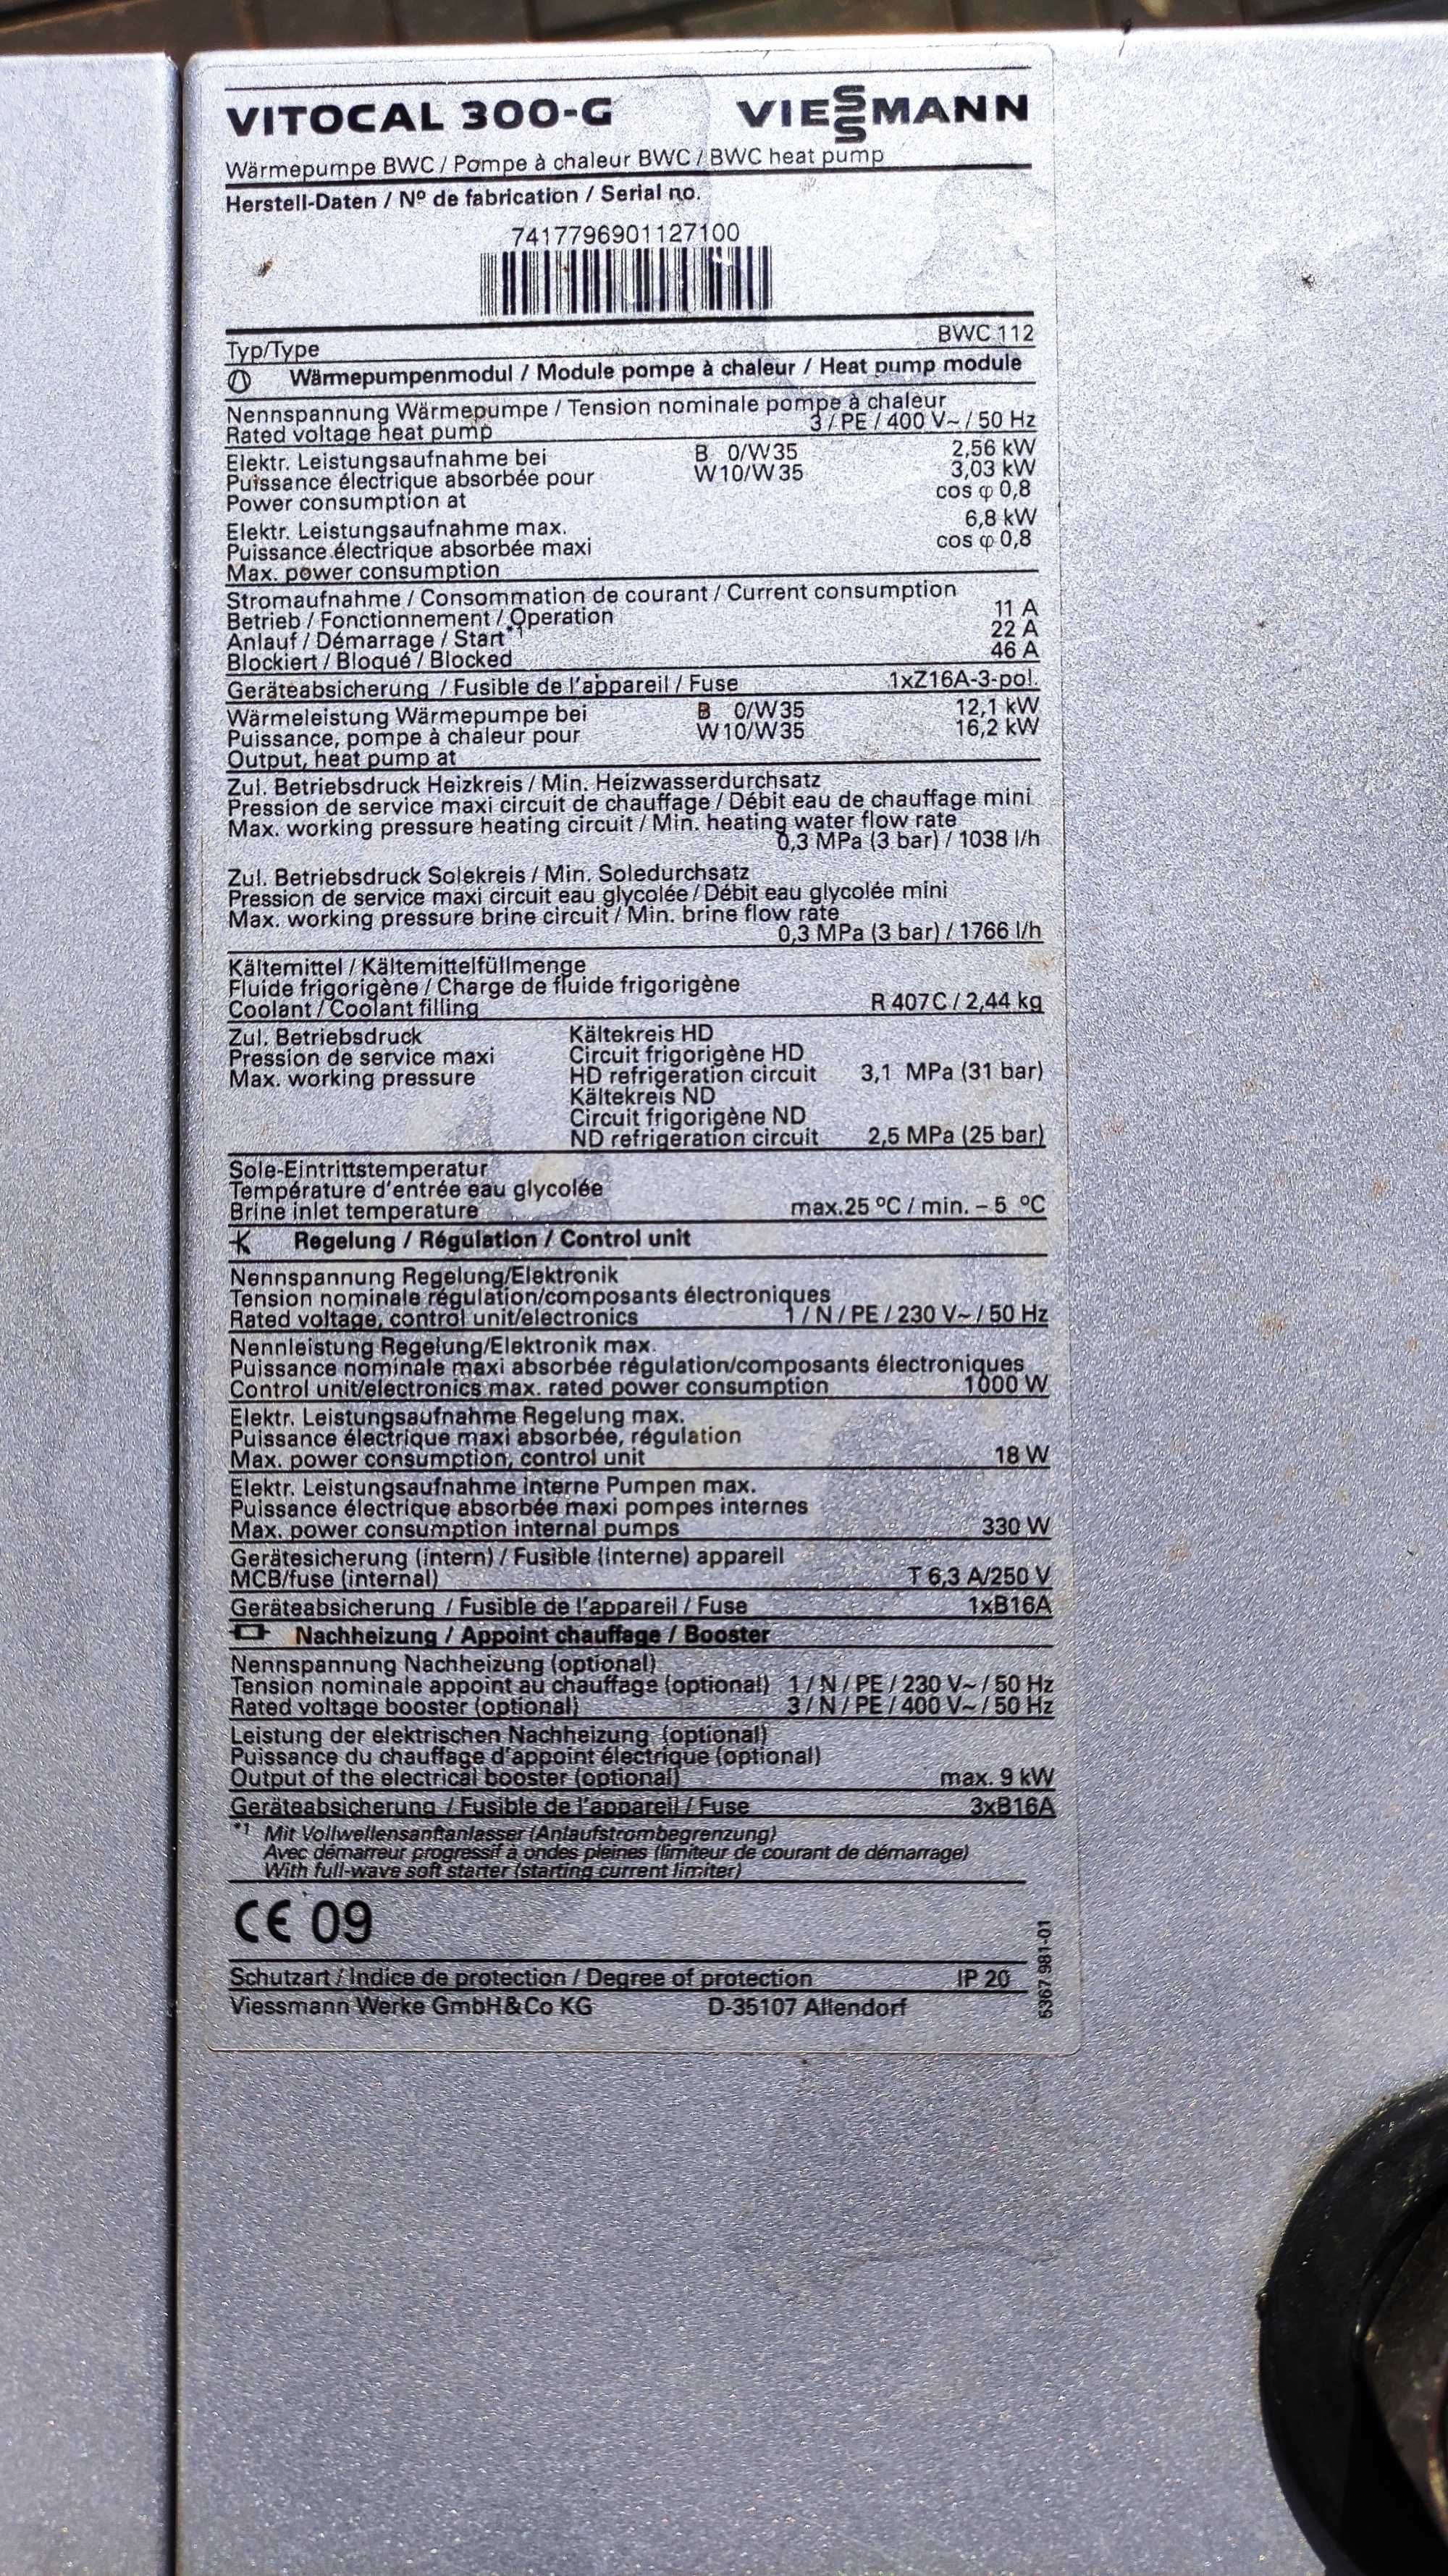 VITOCAL 300-G VIESSMANN
Wärmepumpe BWC / Pompe à chaleur BWC / BWC heat pump
Herstell-Daten / Nº de fabrication / Serial no.
7417796901127100
Typ/Type BWC 112
Wärmepumpenmodul / Module pompe à chaleur / Heat pump module
Nennspannung Wärmepumpe / Tension nominale pompe à chaleur
Rated voltage heat pump 3 / PE / 400 V~ / 50 Hz
Elektr. Leistungsaufnahme bei B 0/W35 2,56 kW
Puissance électrique absorbée pour W10/W35 3,03 kW
Power consumption at cos φ 0,8
Elektr. Leistungsaufnahme max. 6,8 kW
Puissance électrique absorbée maxi cos φ 0,8
Max. power consumption
Stromaufnahme / Consommation de courant / Current consumption
Betrieb / Fonctionnement / Operation 11 A
Anlauf / Démarrage / Start*1 22 A
Blockiert / Bloqué / Blocked 46 A
Geräteabsicherung / Fusible de l'appareil / Fuse 1xZ16A-3-pol.
Wärmeleistung Wärmepumpe bei B 0/W35 12,1 kW
Puissance, pompe à chaleur pour W10/W35 16,2 kW
Output, heat pump at
Zul. Betriebsdruck Heizkreis / Min. Heizwasserdurchsatz
Pression de service maxi circuit de chauffage / Débit eau de chauffage mini
Max. working pressure heating circuit / Min. heating water flow rate
0,3 MPa (3 bar) / 1038 l/h
Zul. Betriebsdruck Solekreis / Min. Soledurchsatz
Pression de service maxi circuit eau glycolée / Débit eau glycolée mini
Max. working pressure brine circuit / Min. brine flow rate
0,3 MPa (3 bar) / 1766 l/h
Kältemittel / Kältemittelfüllmenge
Fluide frigorigène / Charge de fluide frigorigène
Coolant / Coolant filling R 407C / 2,44 kg
Zul. Betriebsdruck Kältekreis HD
Pression de service maxi Circuit frigorigène HD
Max. working pressure HD refrigeration circuit 3,1 MPa (31 bar)
Kältekreis ND
Circuit frigorigène ND
ND refrigeration circuit 2,5 MPa (25 bar)
Sole-Eintrittstemperatur
Température d'entrée eau glycolée
Brine inlet temperature max.25 ºC / min. – 5 ºC
Regelung / Régulation / Control unit
Nennspannung Regelung/Elektronik
Tension nominale régulation/composants électroniques
Rated voltage, control unit/electronics 1 / N / PE / 230 V~ / 50 Hz
Nennleistung Regelung/Elektronik max.
Puissance nominale maxi absorbée régulation/composants électroniques
Control unit/electronics max. rated power consumption 1000 W
Elektr. Leistungsaufnahme Regelung max.
Puissance électrique maxi absorbée, régulation
Max. power consumption, control unit 18 W
Elektr. Leistungsaufnahme interne Pumpen max.
Puissance électrique absorbée maxi pompes internes
Max. power consumption internal pumps 330 W
Gerätesicherung (intern) / Fusible (interne) appareil
MCB/fuse (internal) T 6,3 A/250 V
Geräteabsicherung / Fusible de l'appareil / Fuse 1xB16A
Nachheizung / Appoint chauffage / Booster
Nennspannung Nachheizung (optional)
Tension nominale appoint au chauffage (optional) 1 / N / PE / 230 V~ / 50 Hz
Rated voltage booster (optional) 3 / N / PE / 400 V~ / 50 Hz
Leistung der elektrischen Nachheizung (optional)
Puissance du chauffage d'appoint électrique (optional)
Output of the electrical booster (optional) max. 9 kW
Geräteabsicherung / Fusible de l'appareil / Fuse 3xB16A
*1 Mit Vollwellensanftanlasser (Anlaufstrombegrenzung)
Avec démarreur progressif à ondes pleines (limiteur de courant de démarrage)
With full-wave soft starter (starting current limiter)
CE 09
Schutzart / Indice de protection / Degree of protection IP 20
Viessmann Werke GmbH&Co KG D-35107 Allendorf
5367 981-01